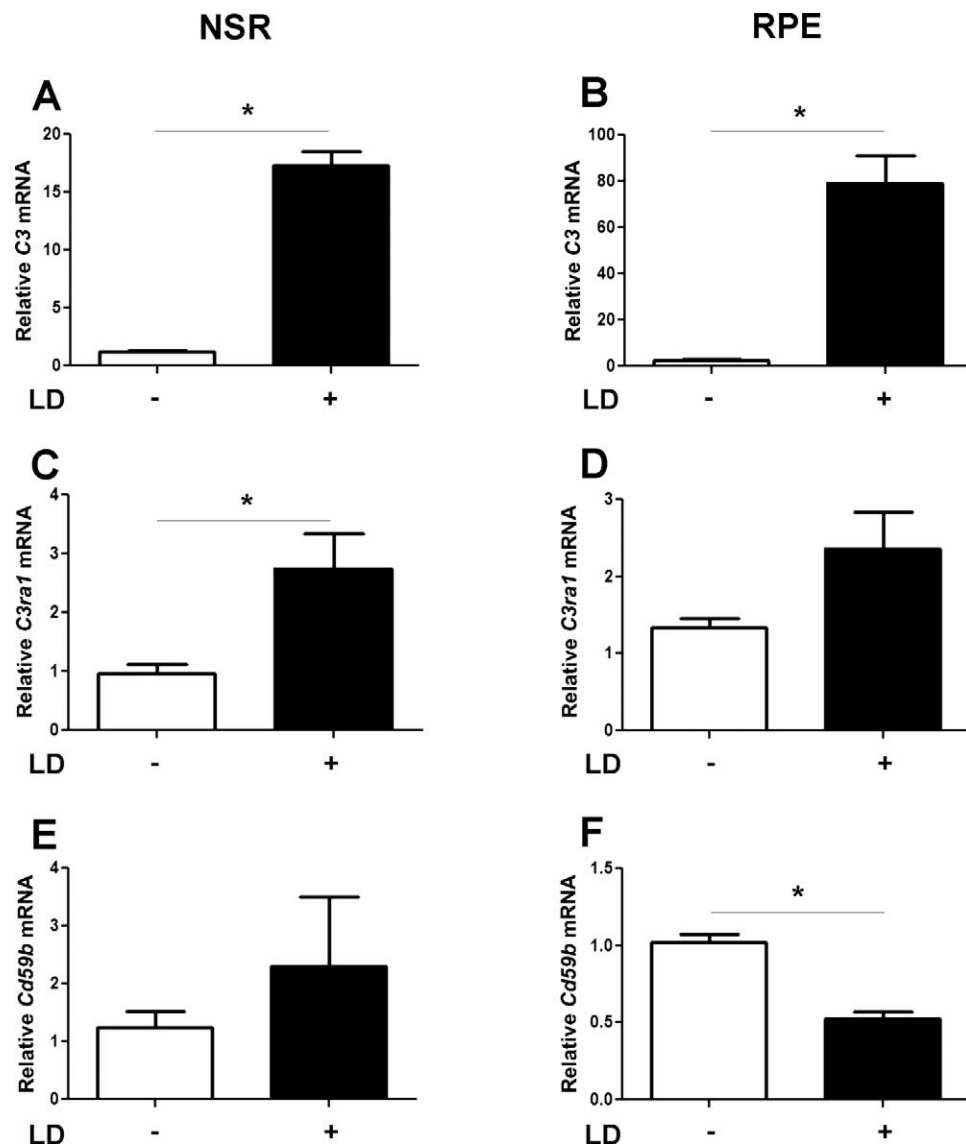 NSR RPE
A B
* *
Relative C3 mRNA
20
15
10
5
0
Relative C3 mRNA
100
80
60
40
20
0
LD - + LD - +
C D
*
Relative C3ra1 mRNA
4
3
2
1
0
Relative C3ra1 mRNA
3
2
1
0
LD - + LD - +
E F
*
Relative Cd59b mRNA
4
3
2
1
0
Relative Cd59b mRNA
1.5
1.0
0.5
0.0
LD - + LD - +